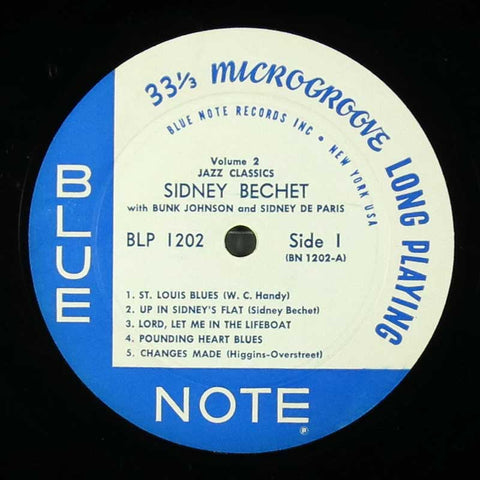 33⅓ MICROGROOVE LONG PLAYING
BLUE NOTE RECORDS INC • NEW YORK USA
Volume 2
JAZZ CLASSICS
SIDNEY BECHET
with BUNK JOHNSON and SIDNEY DE PARIS
BLP 1202 Side 1
(BN 1202-A)
1. ST. LOUIS BLUES (W. C. Handy)
2. UP IN SIDNEY'S FLAT (Sidney Bechet)
3. LORD, LET ME IN THE LIFEBOAT
4. POUNDING HEART BLUES
5. CHANGES MADE (Higgins-Overstreet)
BLUE
NOTE
®